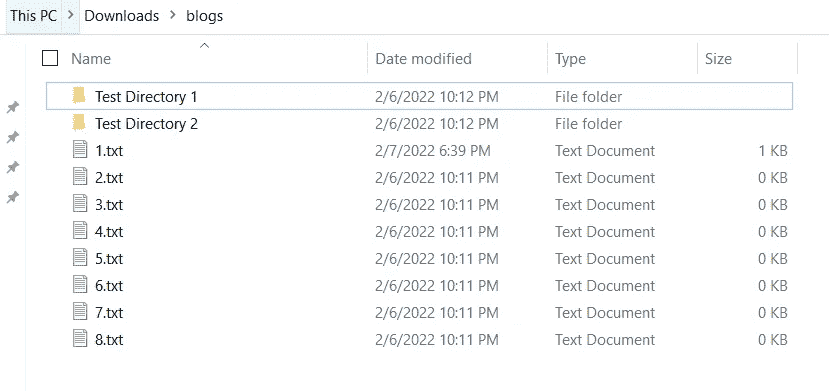 This PC > Downloads > blogs
Name Date modified Type Size
Test Directory 1 2/6/2022 10:12 PM File folder
Test Directory 2 2/6/2022 10:12 PM File folder
1.txt 2/7/2022 6:39 PM Text Document 1 KB
2.txt 2/6/2022 10:11 PM Text Document 0 KB
3.txt 2/6/2022 10:11 PM Text Document 0 KB
4.txt 2/6/2022 10:11 PM Text Document 0 KB
5.txt 2/6/2022 10:11 PM Text Document 0 KB
6.txt 2/6/2022 10:11 PM Text Document 0 KB
7.txt 2/6/2022 10:11 PM Text Document 0 KB
8.txt 2/6/2022 10:11 PM Text Document 0 KB